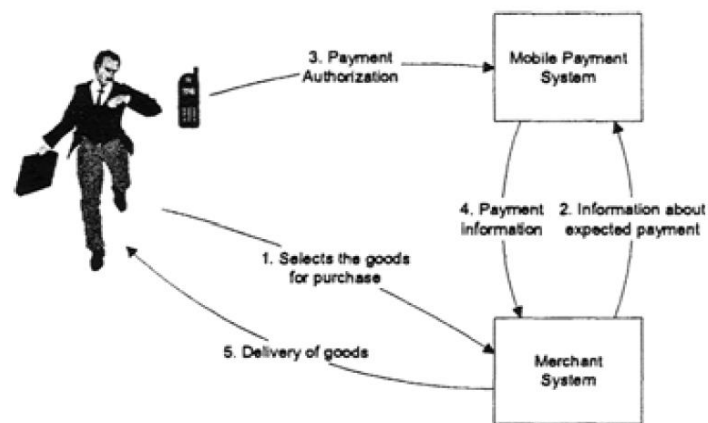 3. Payment
Authorization
Mobile Payment
System
4. Payment
information
2. Information about
expected payment
1. Selects the goods
for purchase
5. Delivery of goods
Merchant
System